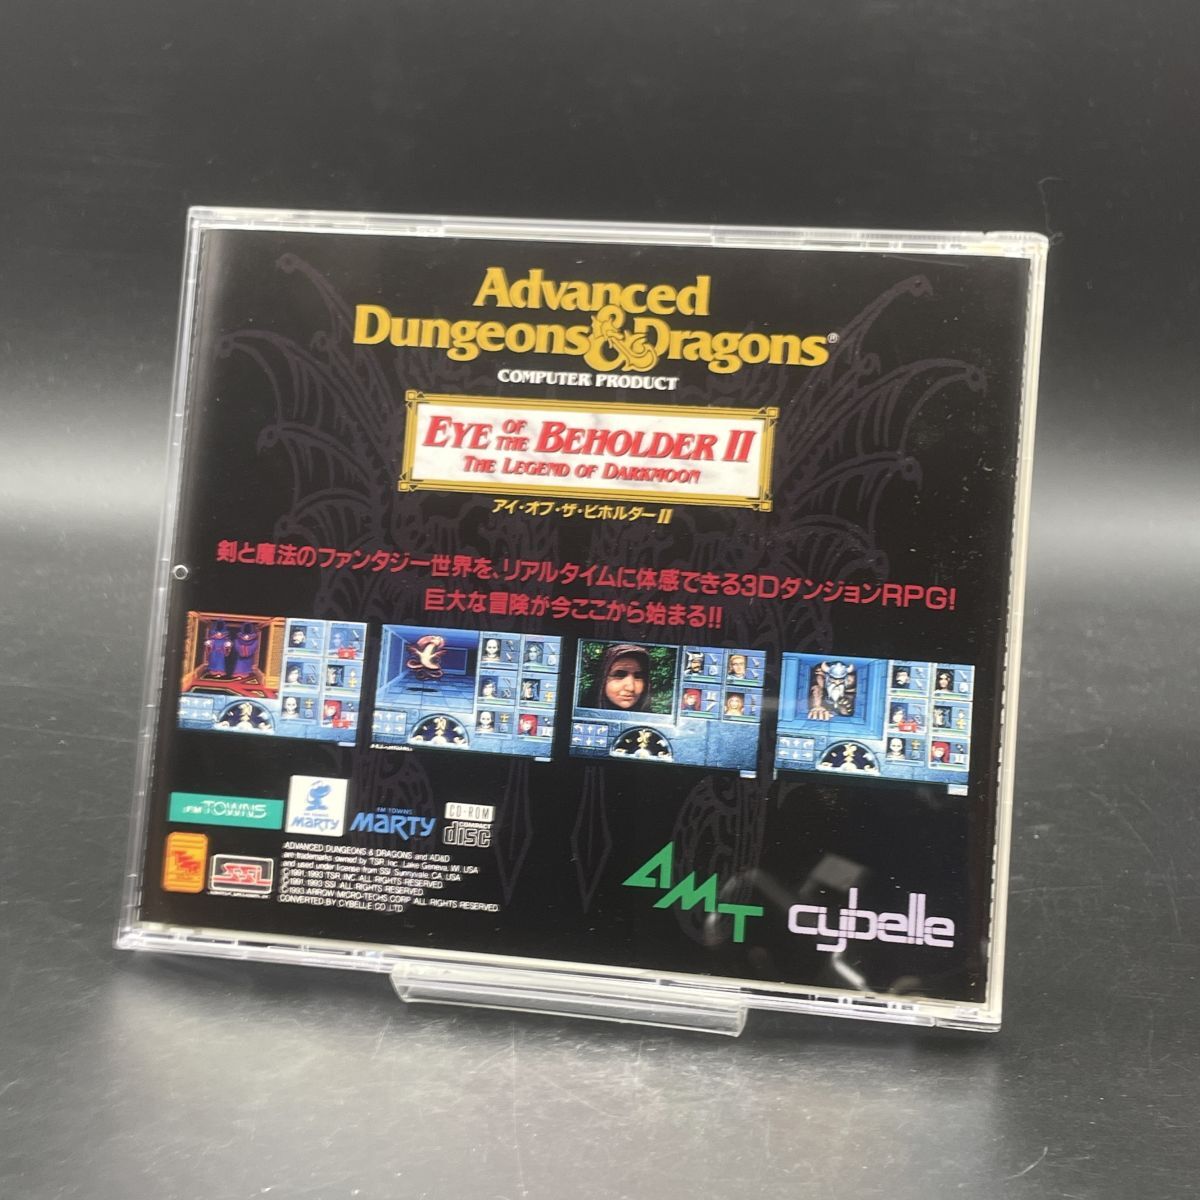 Advanced
Dungeons & Dragons®
COMPUTER PRODUCT
EYE OF THE BEHOLDER II
THE LEGEND OF DARKMOON
アイ・オブ・ザ・ビホルダーII
剣と魔法のファンタジー世界を、リアルタイムに体感できる3DダンジョンRPG!
巨大な冒険が今ここから始まる!!
FM TOWNS
FM TOWNS
MARTY
FM TOWNS
MARTY
CD-ROM
COMPACT
disc
TSR
SSI
ADVANCED DUNGEONS & DRAGONS and AD&D
are trademarks owned by TSR, Inc. Lake Geneva, WI, USA
and used under license from SSI Sunnyvale, CA, USA
©1991, 1993 TSR, INC. ALL RIGHTS RESERVED.
©1991, 1993 SSI. ALL RIGHTS RESERVED.
©1993 ARROW MICRO-TECHS CORP. ALL RIGHTS RESERVED.
CONVERTED BY CYBELLE CO.,LTD.
AMT
cybelle